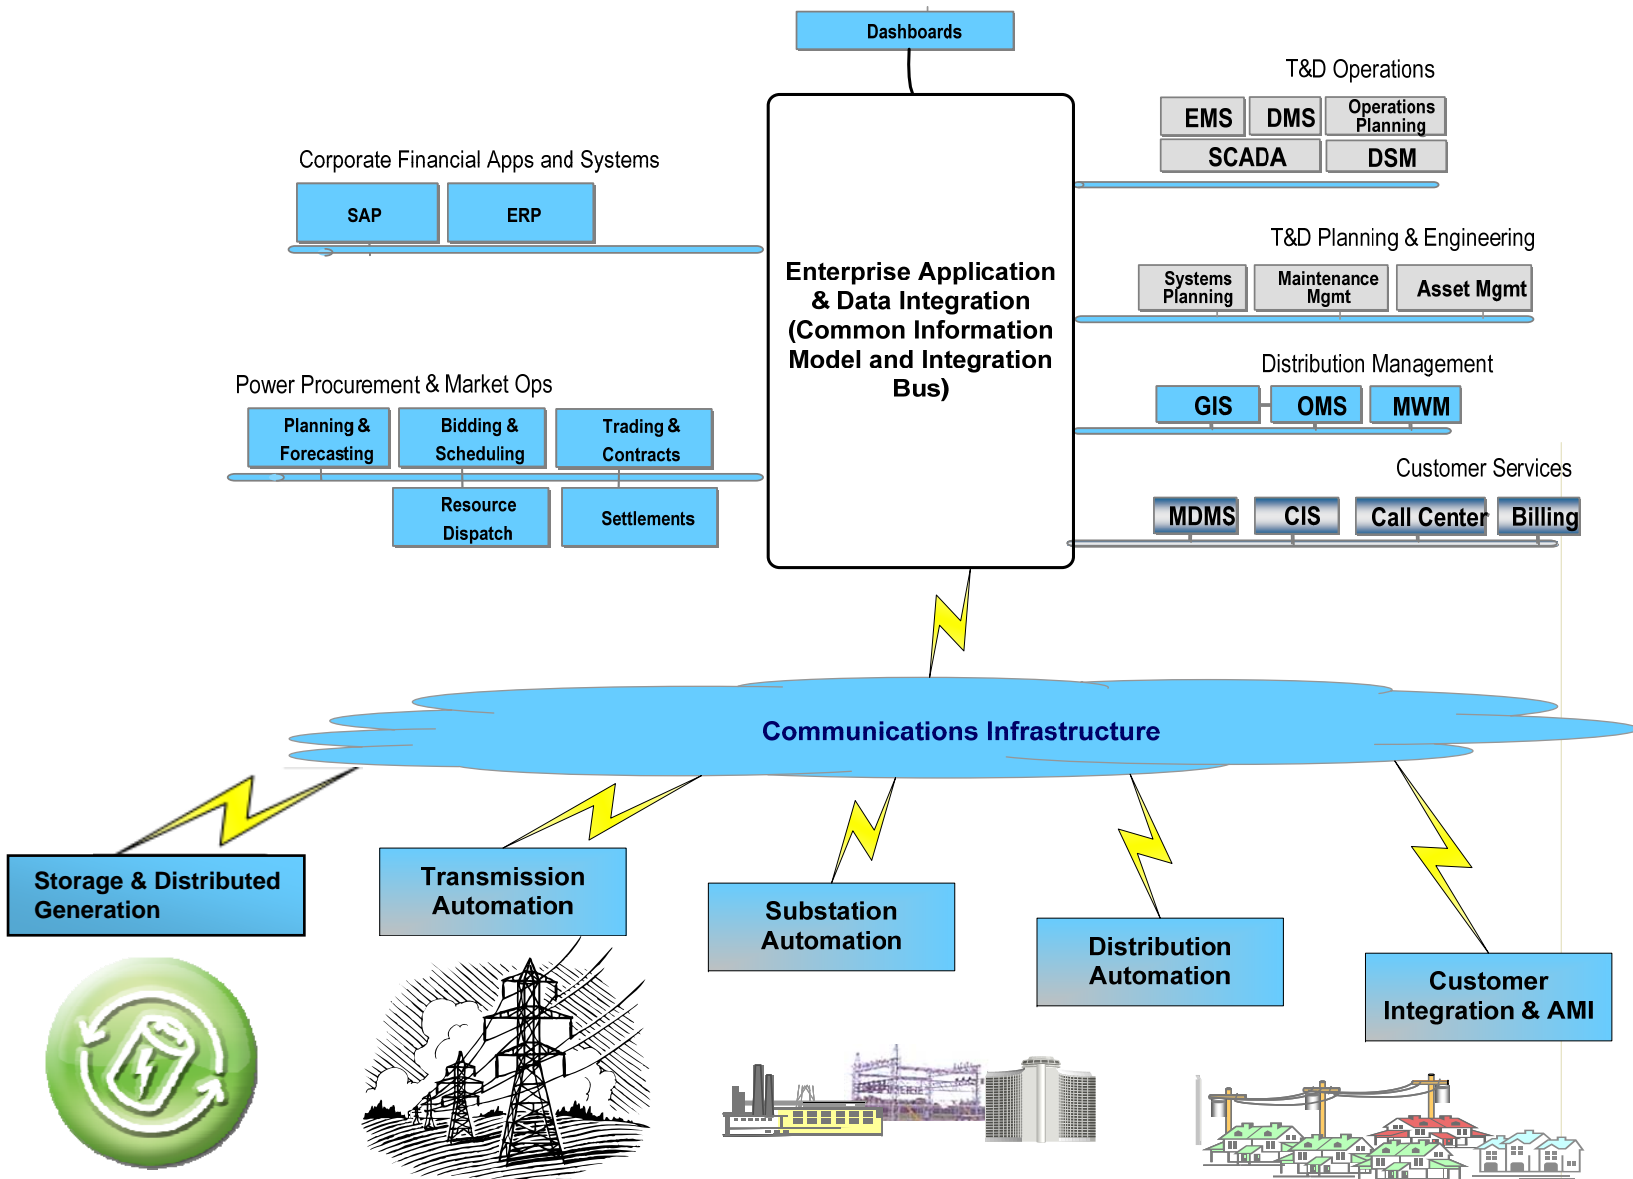 Dashboards
T&D Operations
EMS
DMS
Operations
Planning
SCADA
DSM
Corporate Financial Apps and Systems
SAP
ERP
T&D Planning & Engineering
Systems
Planning
Maintenance
Mgmt
Asset Mgmt
Enterprise Application
& Data Integration
(Common Information
Model and Integration
Bus)
Distribution Management
GIS
OMS
MWM
Power Procurement & Market Ops
Planning &
Forecasting
Bidding &
Scheduling
Trading &
Contracts
Resource
Dispatch
Settlements
Customer Services
MDMS
CIS
Call Center
Billing
Communications Infrastructure
Storage & Distributed
Generation
Transmission
Automation
Substation
Automation
Distribution
Automation
Customer
Integration & AMI